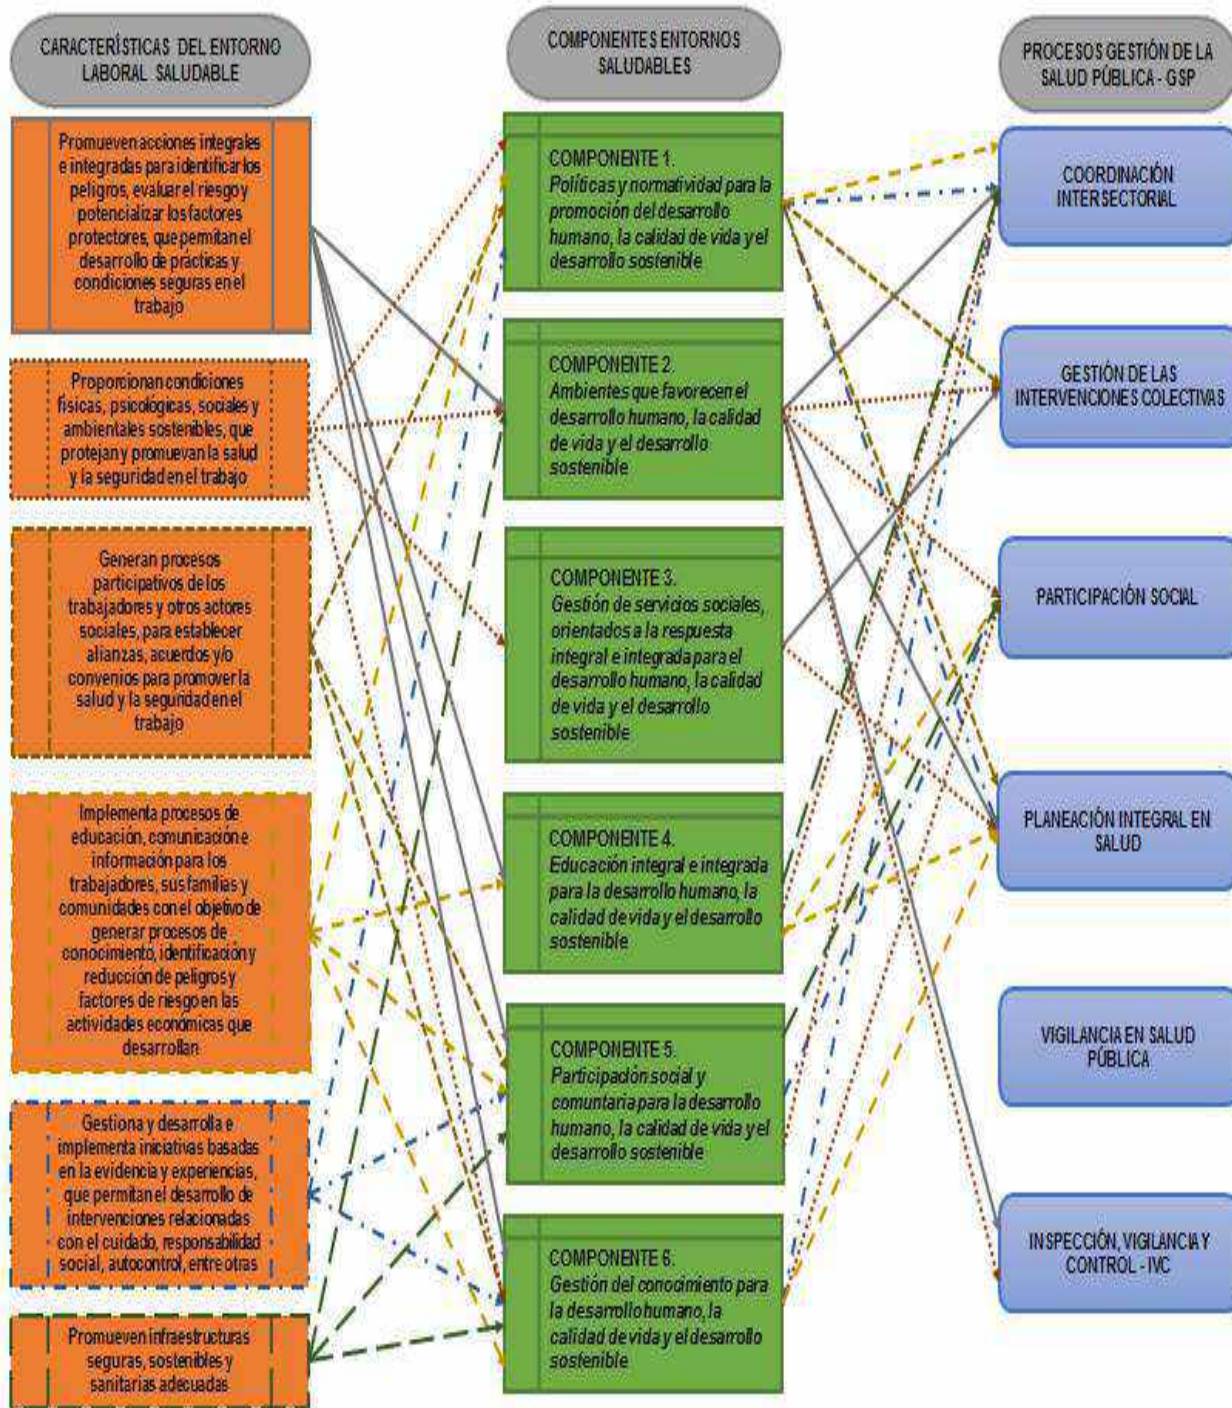 CARACTERÍSTICAS DEL ENTORNO
LABORAL SALUDABLE
Promueven acciones integrales
e integradas para identificar los
peligros, evaluar el riesgo y
potencializar los factores
protectores, que permitan el
desarrollo de prácticas y
condiciones seguras en el
trabajo
Proporcionan condiciones
físicas, psicológicas, sociales y
ambientales sostenibles, que
protejan y promuevan la salud
y la seguridad en el trabajo
Generan procesos
participativos de los
trabajadores y otros actores
sociales, para establecer
alianzas, acuerdos y/o
convenios para promover la
salud y la seguridad en el
trabajo
Implementa procesos de
educación, comunicación e
información para los
trabajadores, sus familias y
comunidades con el objetivo de
generar procesos de
conocimiento, identificación y
reducción de peligros y
factores de riesgo en las
actividades económicas que
desarrollan
Gestiona y desarrolla e
implementa iniciativas basadas
en la evidencia y experiencias,
que permitan el desarrollo de
intervenciones relacionadas
con el cuidado, responsabilidad
social, autocontrol, entre otras
Promueven infraestructuras
seguras, sostenibles y
sanitarias adecuadas
COMPONENTES ENTORNOS
SALUDABLES
COMPONENTE 1.
Políticas y normatividad para la
promoción del desarrollo
humano, la calidad de vida y el
desarrollo sostenible
COMPONENTE 2.
Ambientes que favorecen el
desarrollo humano, la calidad
de vida y el desarrollo
sostenible
COMPONENTE 3.
Gestión de servicios sociales,
orientados a la respuesta
integral e integrada para el
desarrollo humano, la calidad
de vida y el desarrollo
sostenible
COMPONENTE 4.
Educación integral e integrada
para la desarrollo humano, la
calidad de vida y el desarrollo
sostenible
COMPONENTE 5.
Participación social y
comuntaria para la desarrollo
humano, la calidad de vida y el
desarrollo sostenible
COMPONENTE 6.
Gestión del conocimiento para
la desarrollo humano, la
calidad de vida y el desarrollo
sostenible
PROCESOS GESTIÓN DE LA
SALUD PÚBLICA - GSP
COORDINACIÓN
INTERSECTORIAL
GESTIÓN DE LAS
INTERVENCIONES COLECTIVAS
PARTICIPACIÓN SOCIAL
PLANEACIÓN INTEGRAL EN
SALUD
VIGILANCIA EN SALUD
PÚBLICA
INSPECCIÓN, VIGILANCIA Y
CONTROL - IVC